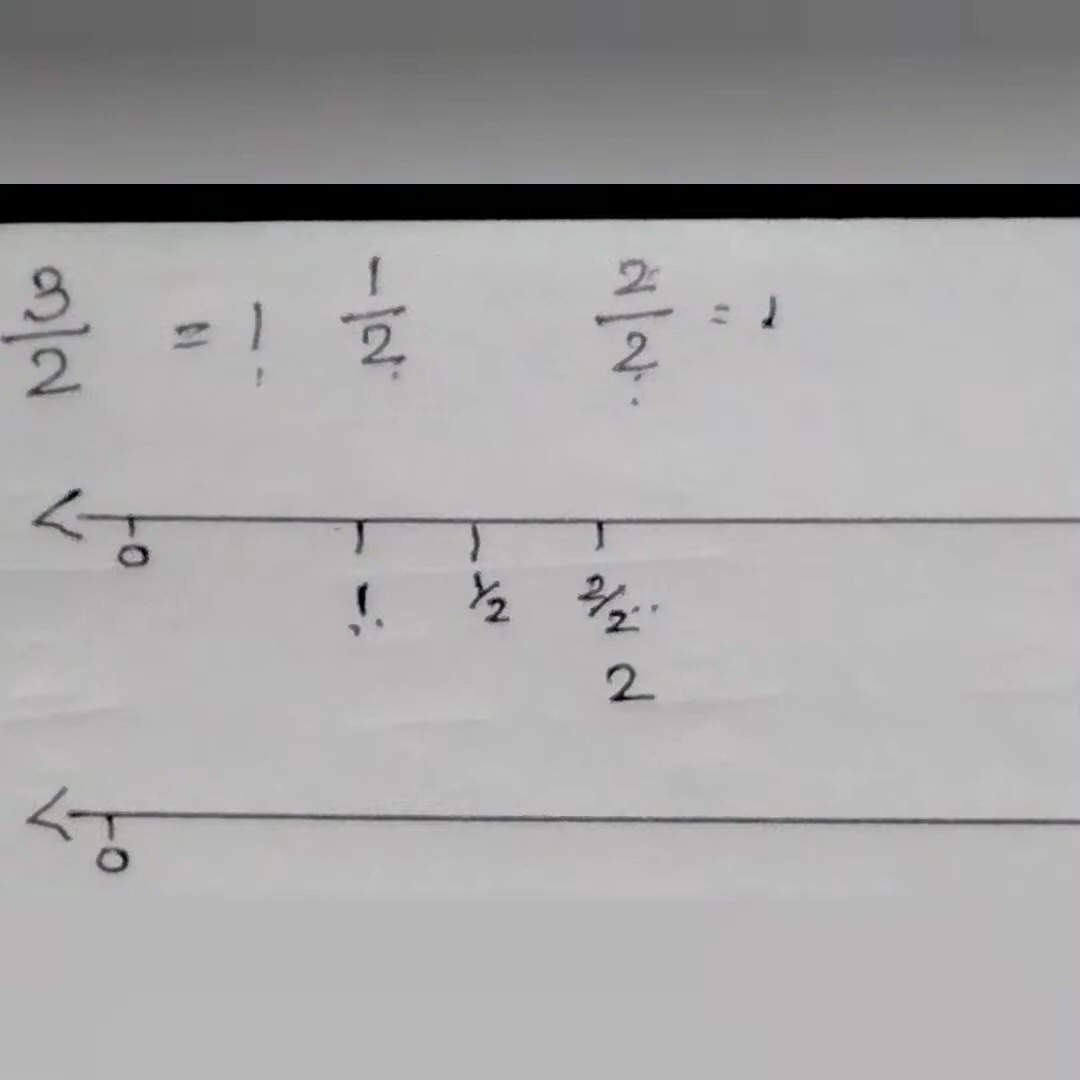 3/2 = 1 1/2 2/2 = 1
0 1 1/2 2/2
2
0